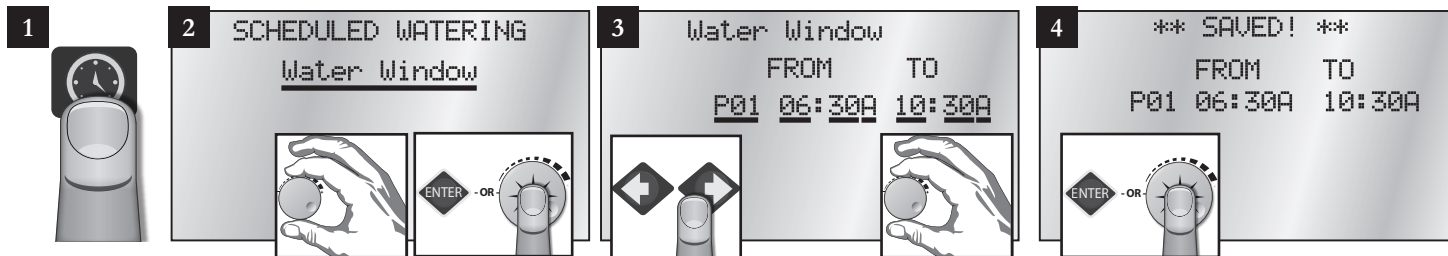 1
2
SCHEDULED WATERING
Water Window
ENTER
- OR -
3
Water Window
FROM TO
P01 06:30A 10:30A
4
** SAVED! **
FROM TO
P01 06:30A 10:30A
ENTER
- OR -